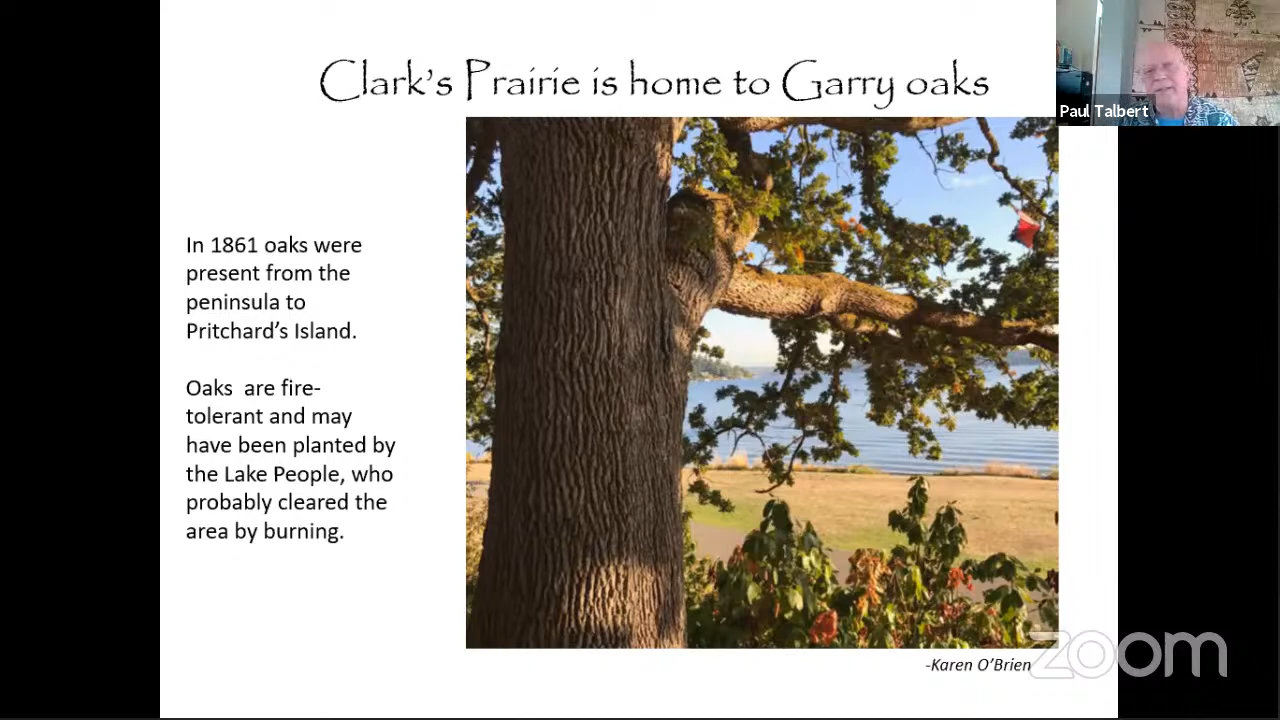 Clark's Prairie is home to Garry oaks
Paul Talbert
In 1861 oaks were
present from the
peninsula to
Pritchard's Island.
Oaks  are fire-
tolerant and may
have been planted by
the Lake People, who
probably cleared the
area by burning.
-Karen O'Brien
zoom